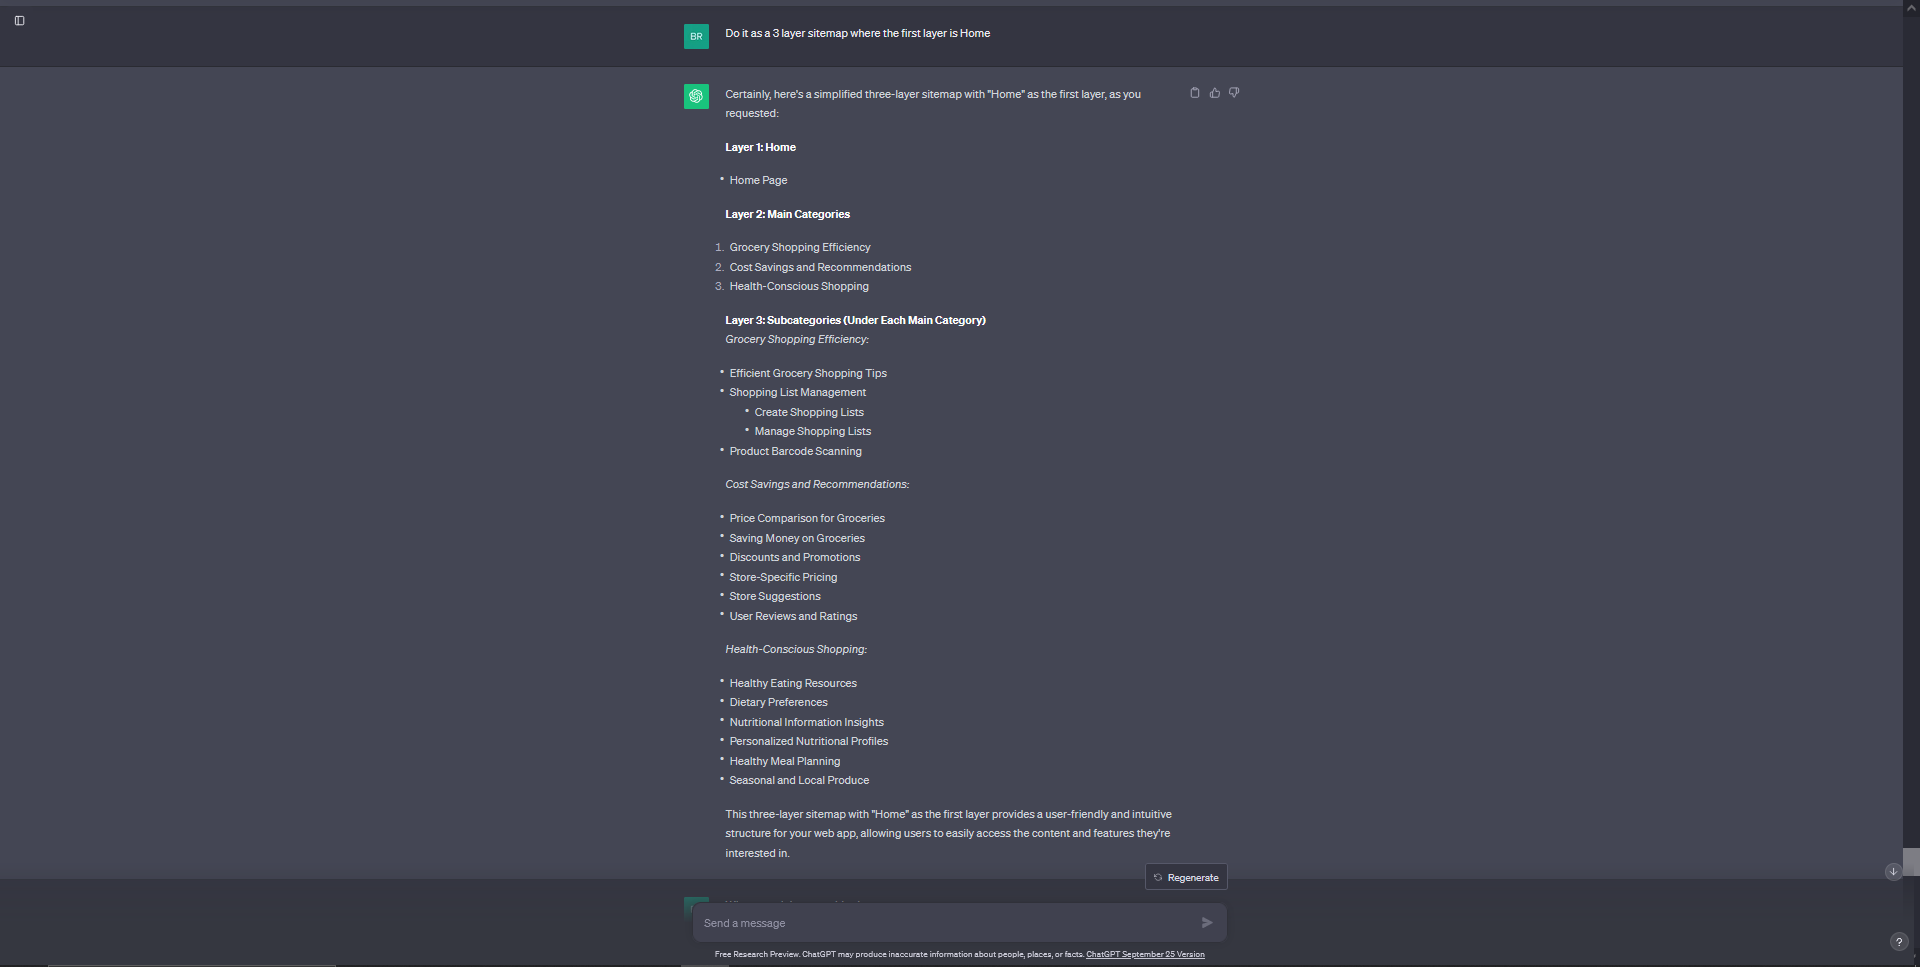 BR
Do it as a 3 layer sitemap where the first layer is Home
Certainly, here's a simplified three-layer sitemap with "Home" as the first layer, as you
requested:
Layer 1: Home
• Home Page
Layer 2: Main Categories
1. Grocery Shopping Efficiency
2. Cost Savings and Recommendations
3. Health-Conscious Shopping
Layer 3: Subcategories (Under Each Main Category)
Grocery Shopping Efficiency:
• Efficient Grocery Shopping Tips
• Shopping List Management
• Create Shopping Lists
• Manage Shopping Lists
• Product Barcode Scanning
Cost Savings and Recommendations:
• Price Comparison for Groceries
• Saving Money on Groceries
• Discounts and Promotions
• Store-Specific Pricing
• Store Suggestions
• User Reviews and Ratings
Health-Conscious Shopping:
• Healthy Eating Resources
• Dietary Preferences
• Nutritional Information Insights
• Personalized Nutritional Profiles
• Healthy Meal Planning
• Seasonal and Local Produce
This three-layer sitemap with "Home" as the first layer provides a user-friendly and intuitive
structure for your web app, allowing users to easily access the content and features they're
interested in.
Regenerate
Send a message
Free Research Preview. ChatGPT may produce inaccurate information about people, places, or facts. ChatGPT September 25 Version
?